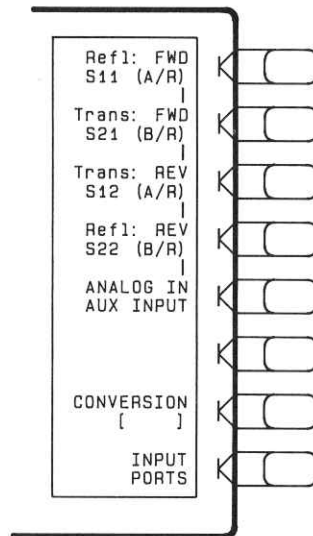 Refl: FWD
S11 (A/R)
Trans: FWD
S21 (B/R)
Trans: REV
S12 (A/R)
Refl: REV
S22 (B/R)
ANALOG IN
AUX INPUT
CONVERSION
[ ]
INPUT
PORTS